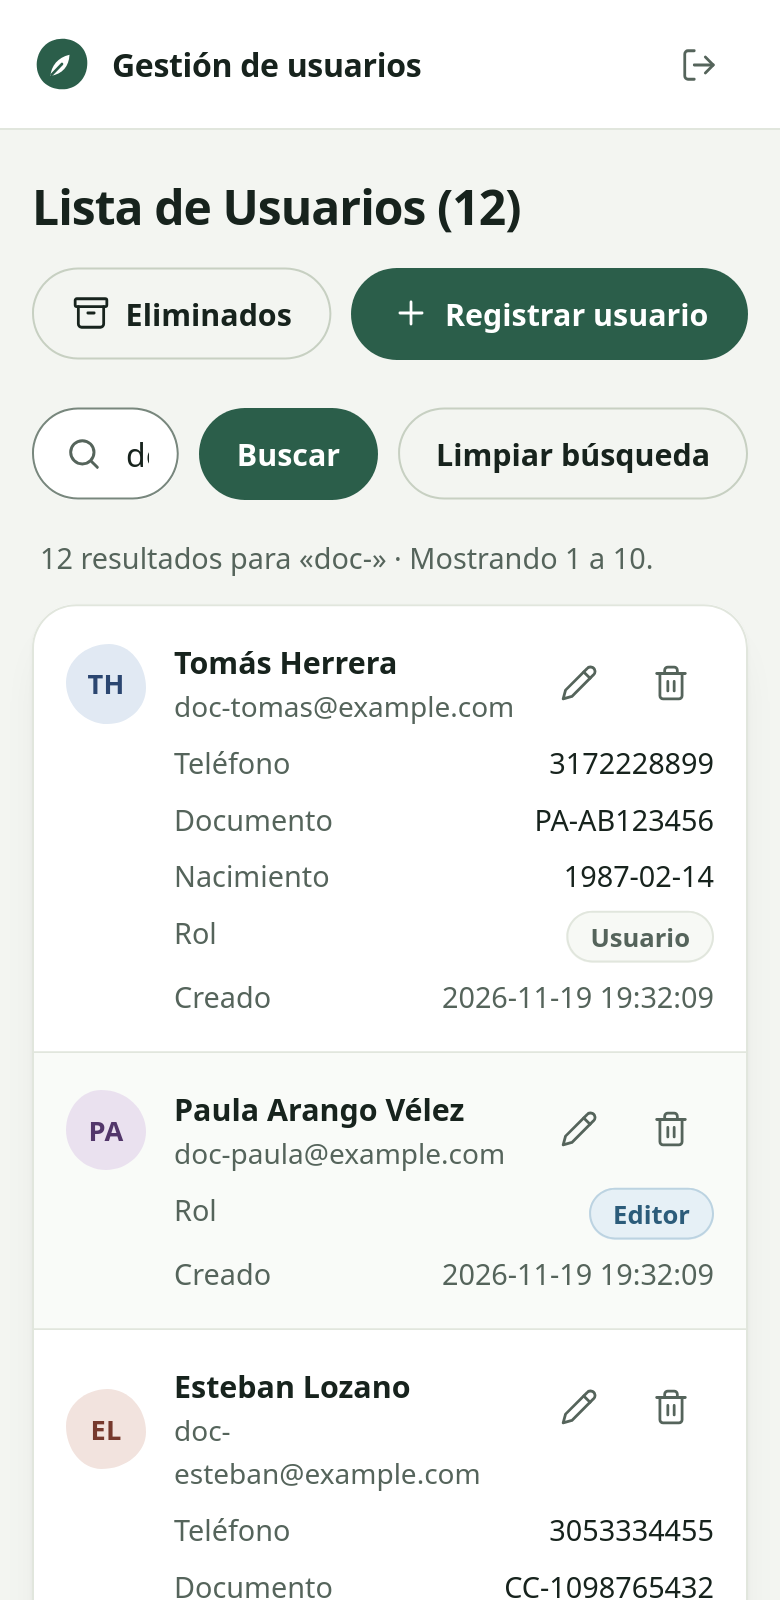 Gestión de usuarios
Lista de Usuarios (12)
Eliminados
Registrar usuario
Buscar
Limpiar búsqueda
12 resultados para «doc-» · Mostrando 1 a 10.
TH
Tomás Herrera
doc-tomas@example.com
Teléfono 3172228899
Documento PA-AB123456
Nacimiento 1987-02-14
Rol Usuario
Creado 2026-11-19 19:32:09
PA
Paula Arango Vélez
doc-paula@example.com
Rol Editor
Creado 2026-11-19 19:32:09
EL
Esteban Lozano
doc-
esteban@example.com
Teléfono 3053334455
Documento CC-1098765432